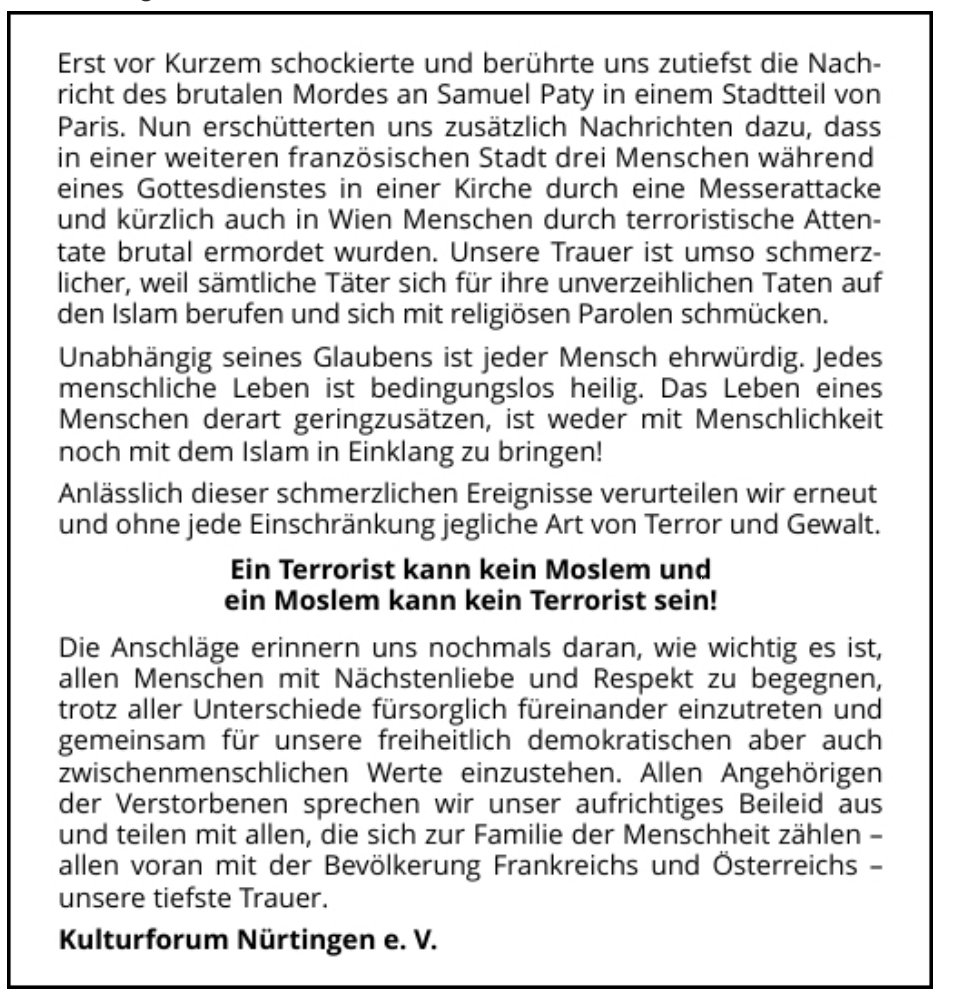 Erst vor Kurzem schockierte und berührte uns zutiefst die Nach-
richt des brutalen Mordes an Samuel Paty in einem Stadtteil von
Paris. Nun erschütterten uns zusätzlich Nachrichten dazu, dass
in einer weiteren französischen Stadt drei Menschen während
eines Gottesdienstes in einer Kirche durch eine Messerattacke
und kürzlich auch in Wien Menschen durch terroristische Atten-
tate brutal ermordet wurden. Unsere Trauer ist umso schmerz-
licher, weil sämtliche Täter sich für ihre unverzeihlichen Taten auf
den Islam berufen und sich mit religiösen Parolen schmücken.
Unabhängig seines Glaubens ist jeder Mensch ehrwürdig. Jedes
menschliche Leben ist bedingungslos heilig. Das Leben eines
Menschen derart geringzusätzen, ist weder mit Menschlichkeit
noch mit dem Islam in Einklang zu bringen!
Anlässlich dieser schmerzlichen Ereignisse verurteilen wir erneut
und ohne jede Einschränkung jegliche Art von Terror und Gewalt.
Ein Terrorist kann kein Moslem und
ein Moslem kann kein Terrorist sein!
Die Anschläge erinnern uns nochmals daran, wie wichtig es ist,
allen Menschen mit Nächstenliebe und Respekt zu begegnen,
trotz aller Unterschiede fürsorglich füreinander einzutreten und
gemeinsam für unsere freiheitlich demokratischen aber auch
zwischenmenschlichen Werte einzustehen. Allen Angehörigen
der Verstorbenen sprechen wir unser aufrichtiges Beileid aus
und teilen mit allen, die sich zur Familie der Menschheit zählen –
allen voran mit der Bevölkerung Frankreichs und Österreichs –
unsere tiefste Trauer.
Kulturforum Nürtingen e. V.